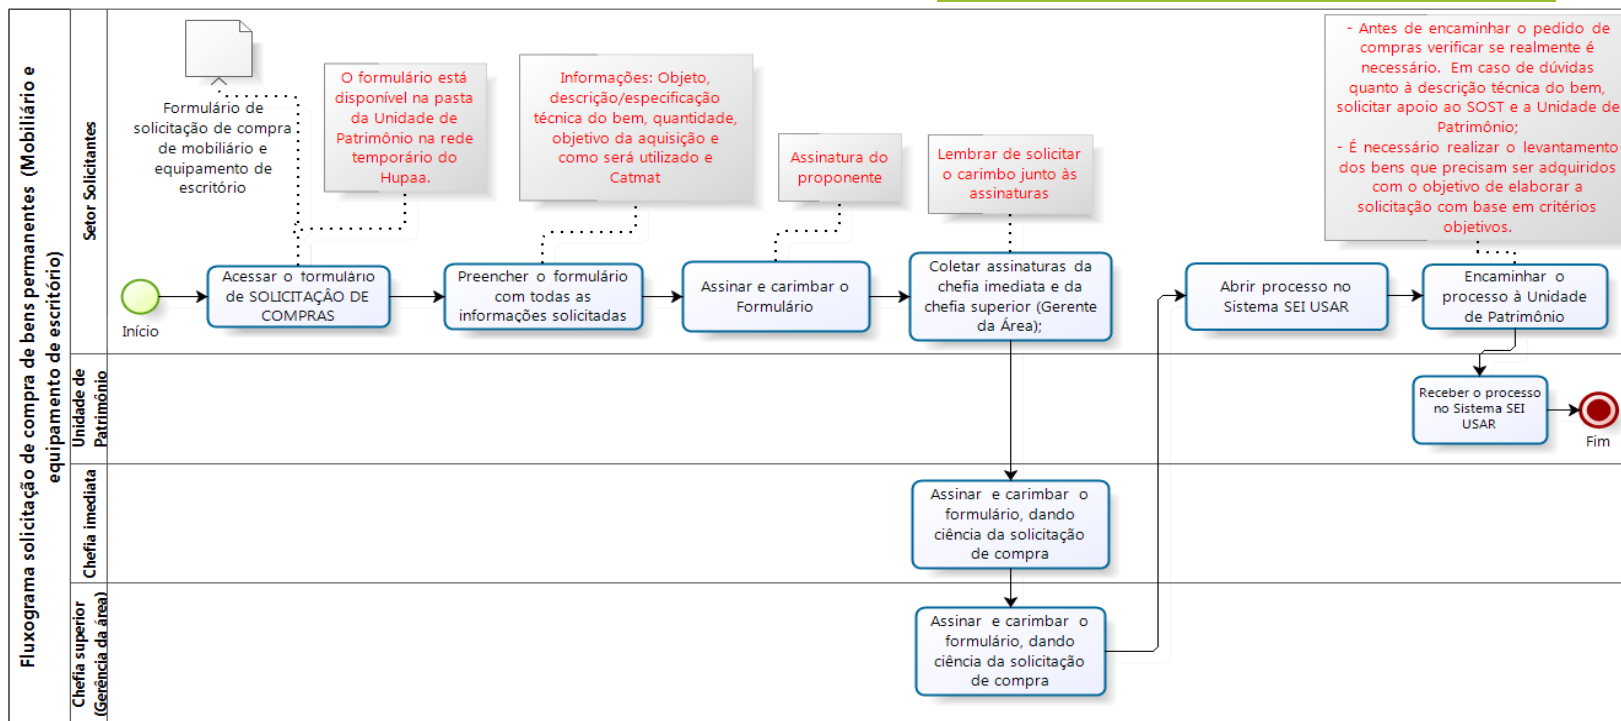 Fluxograma solicitação de compra de bens permanentes (Mobiliário e
equipamento de escritório)
Setor Solicitantes
Formulário de
solicitação de compra
de mobiliário e
equipamento de
escritório
O formulário está
disponível na pasta
da Unidade de
Patrimônio na rede
temporário do
Hupaa.
Informações: Objeto,
descrição/especificação
técnica do bem, quantidade,
objetivo da aquisição e
como será utilizado e
Catmat
Assinatura do
proponente
Lembrar de solicitar
o carimbo junto às
assinaturas
- Antes de encaminhar o pedido de
compras verificar se realmente é
necessário. Em caso de dúvidas
quanto à descrição técnica do bem,
solicitar apoio ao SOST e a Unidade de
Patrimônio;
- É necessário realizar o levantamento
dos bens que precisam ser adquiridos
com o objetivo de elaborar a
solicitação com base em critérios
objetivos.
Início
Acessar o formulário
de SOLICITAÇÂO DE
COMPRAS
Preencher o formulário
com todas as
informações solicitadas
Assinar e carimbar o
Formulário
Coletar assinaturas da
chefia imediata e da
chefia superior (Gerente
da Área);
Abrir processo no
Sistema SEI USAR
Encaminhar o
processo à Unidade
de Patrimônio
Unidade de
Patrimônio
Receber o processo
no Sistema SEI
USAR
Fim
Chefia imediata
Assinar e carimbar o
formulário, dando
ciência da solicitação
de compra
Chefia superior
(Gerência da área)
Assinar e carimbar o
formulário, dando
ciência da solicitação
de compra